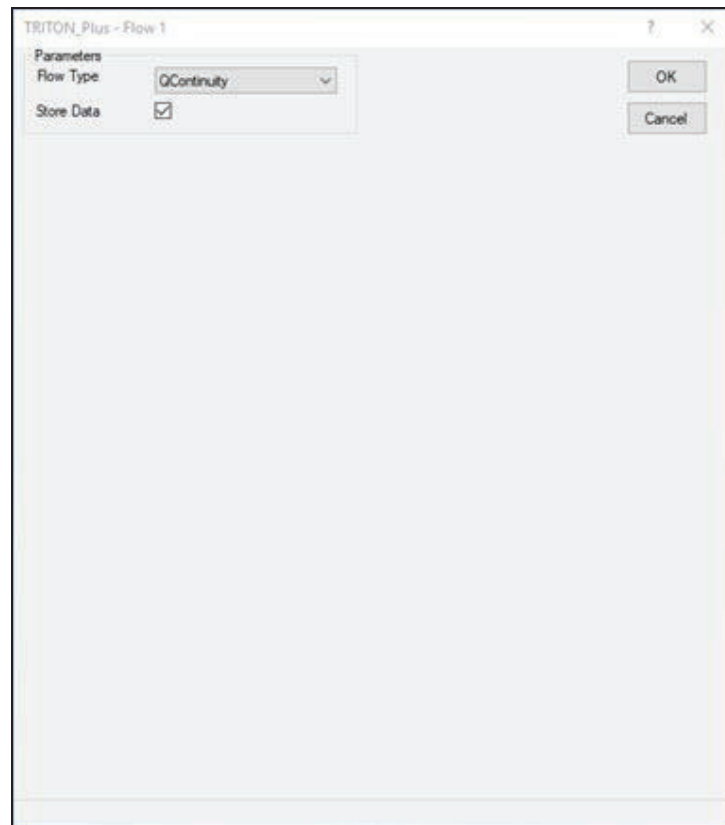 TRITON_Plus - Flow 1 ? ×
Parameters
Flow Type QContinuity OK
Store Data Cancel